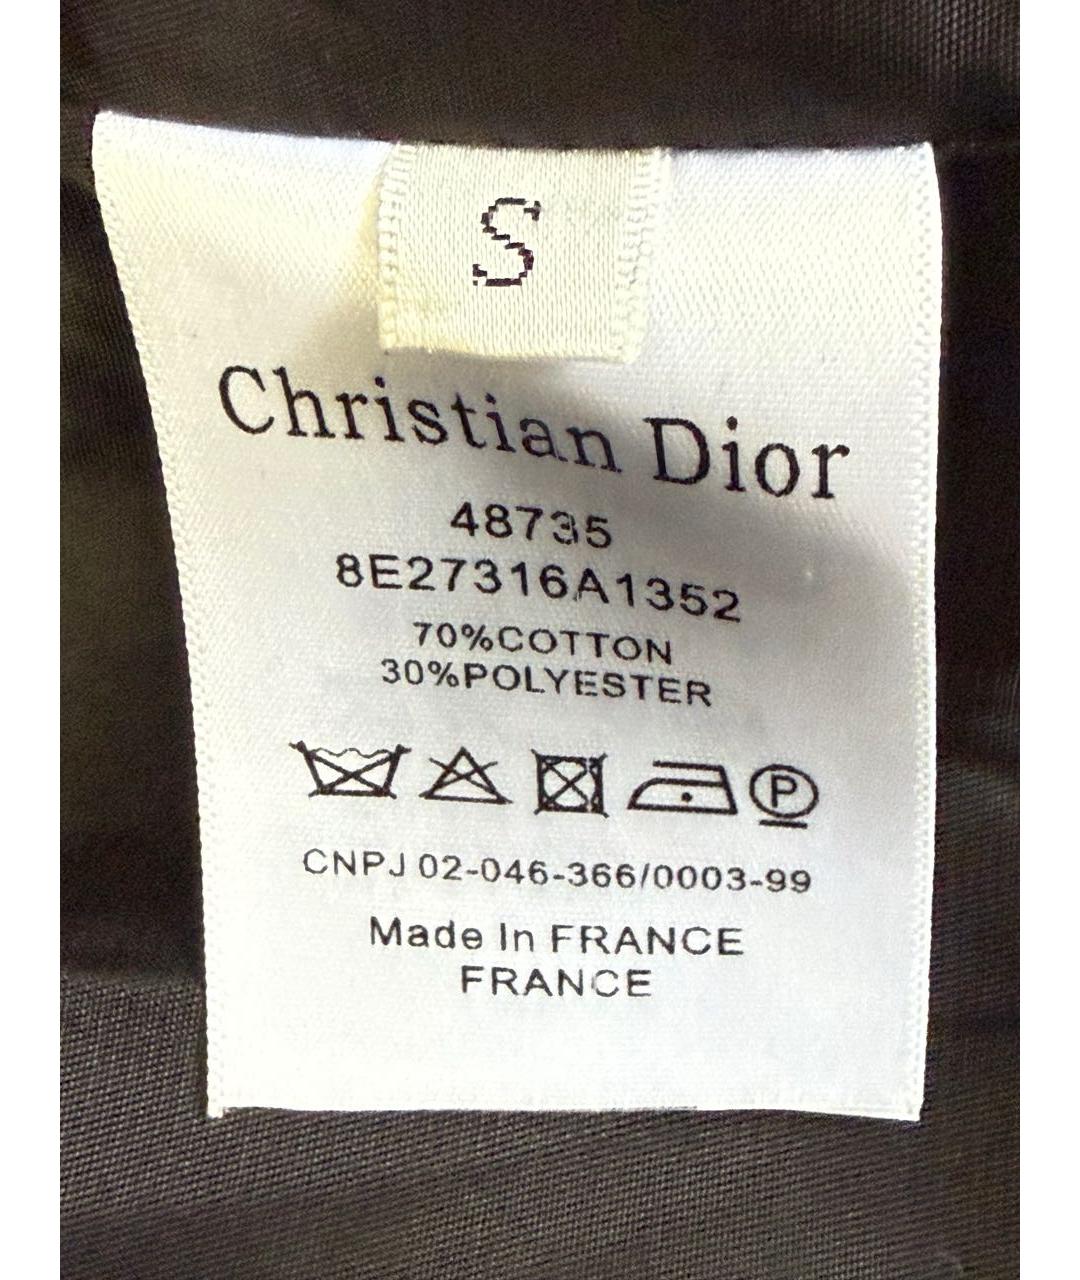 S
Christian Dior
48735
8E27316A1352
70%COTTON
30%POLYESTER
P
CNPJ 02-046-366/0003-99
Made In FRANCE
FRANCE